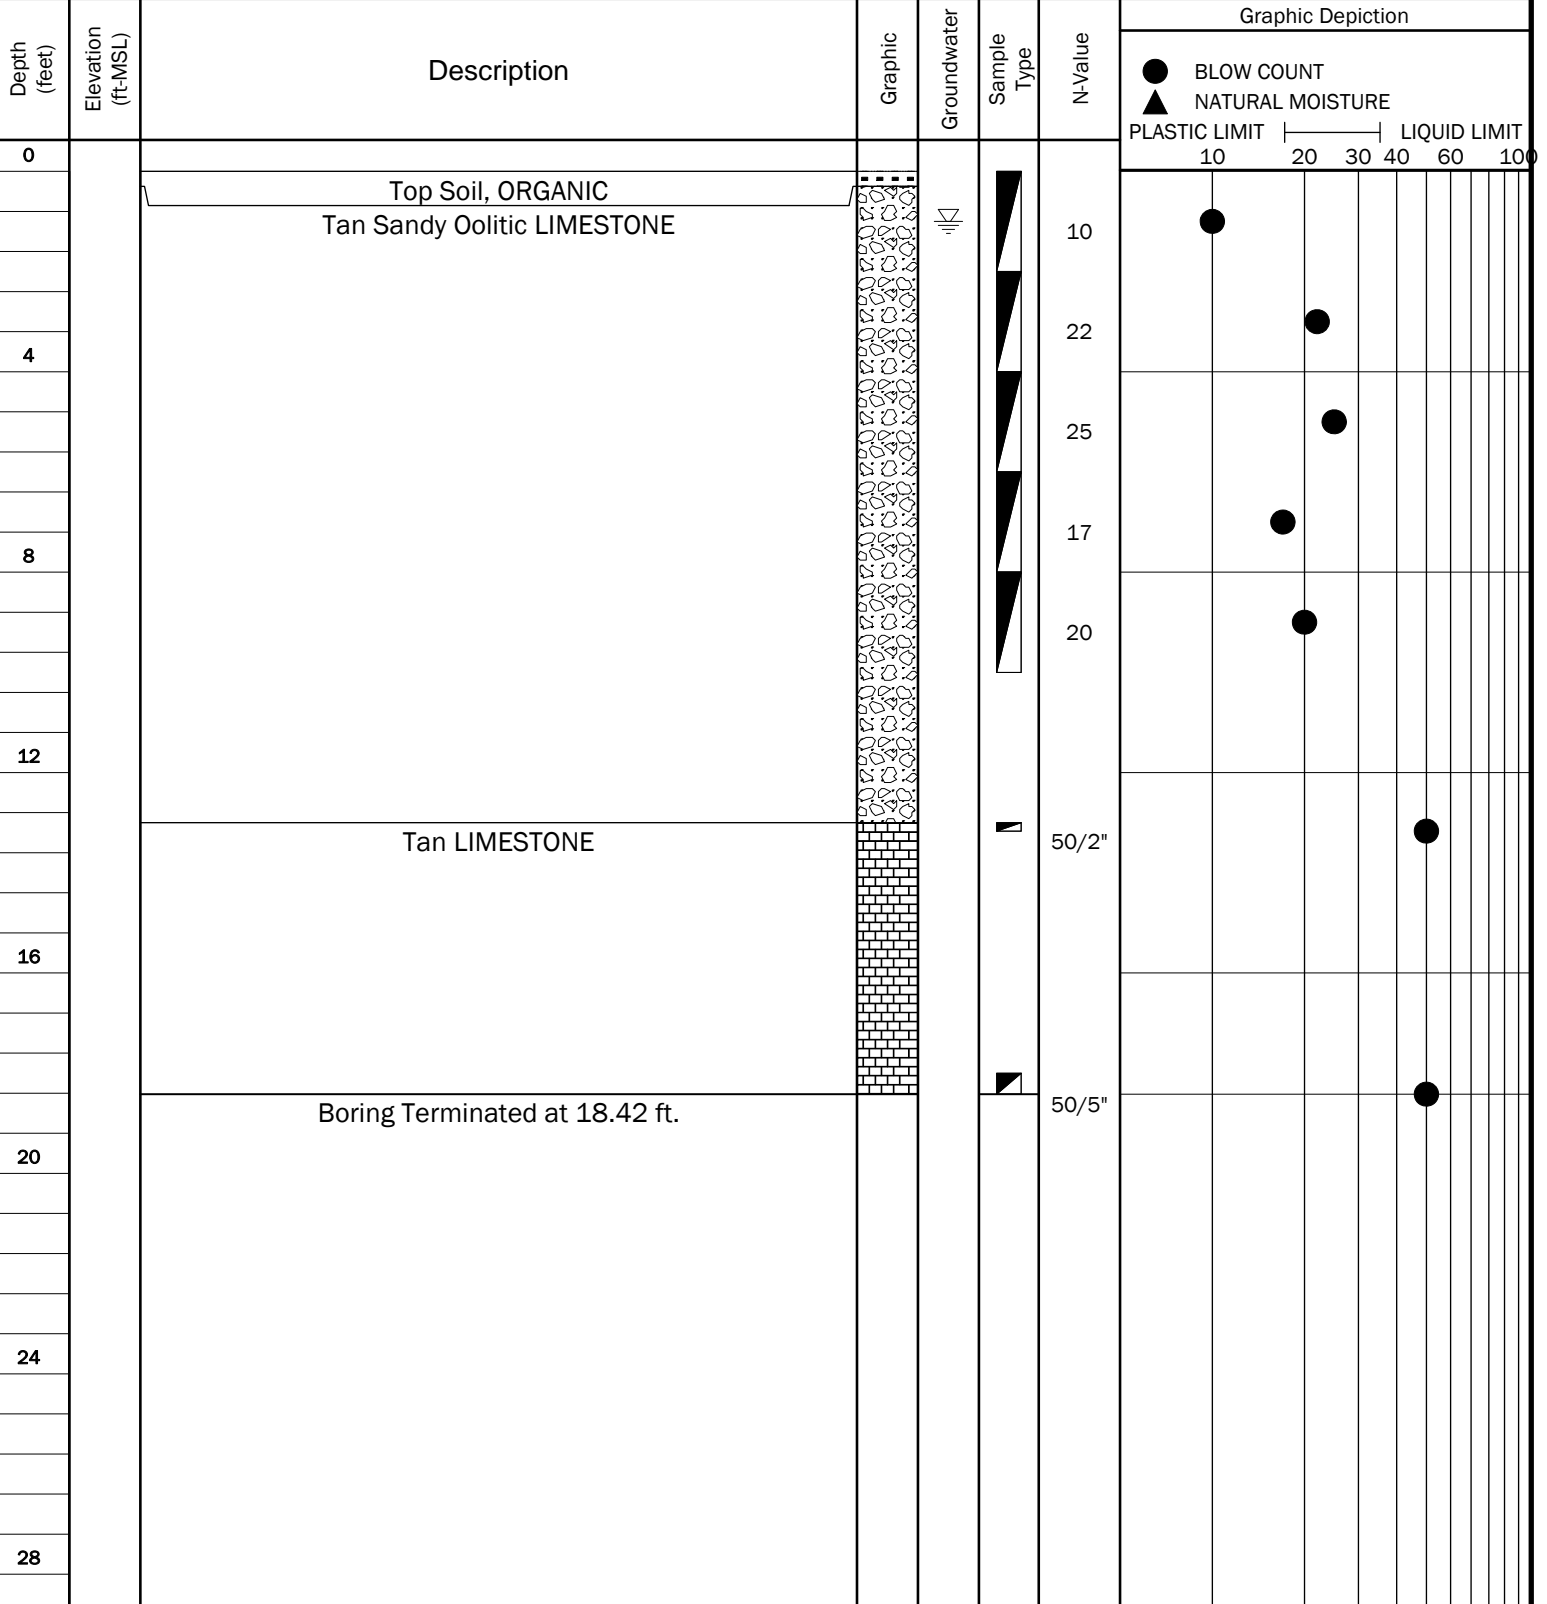 Graphic Depiction
Depth
(feet)
Elevation
(ft-MSL)
Description
Graphic
Groundwater
Sample
Type
N-Value
BLOW COUNT
NATURAL MOISTURE
PLASTIC LIMIT LIQUID LIMIT
0 10 20 30 40 60 100
Top Soil, ORGANIC
Tan Sandy Oolitic LIMESTONE
10
22
4
25
17
8
20
12
Tan LIMESTONE
50/2"
16
50/5"
Boring Terminated at 18.42 ft.
20
24
28